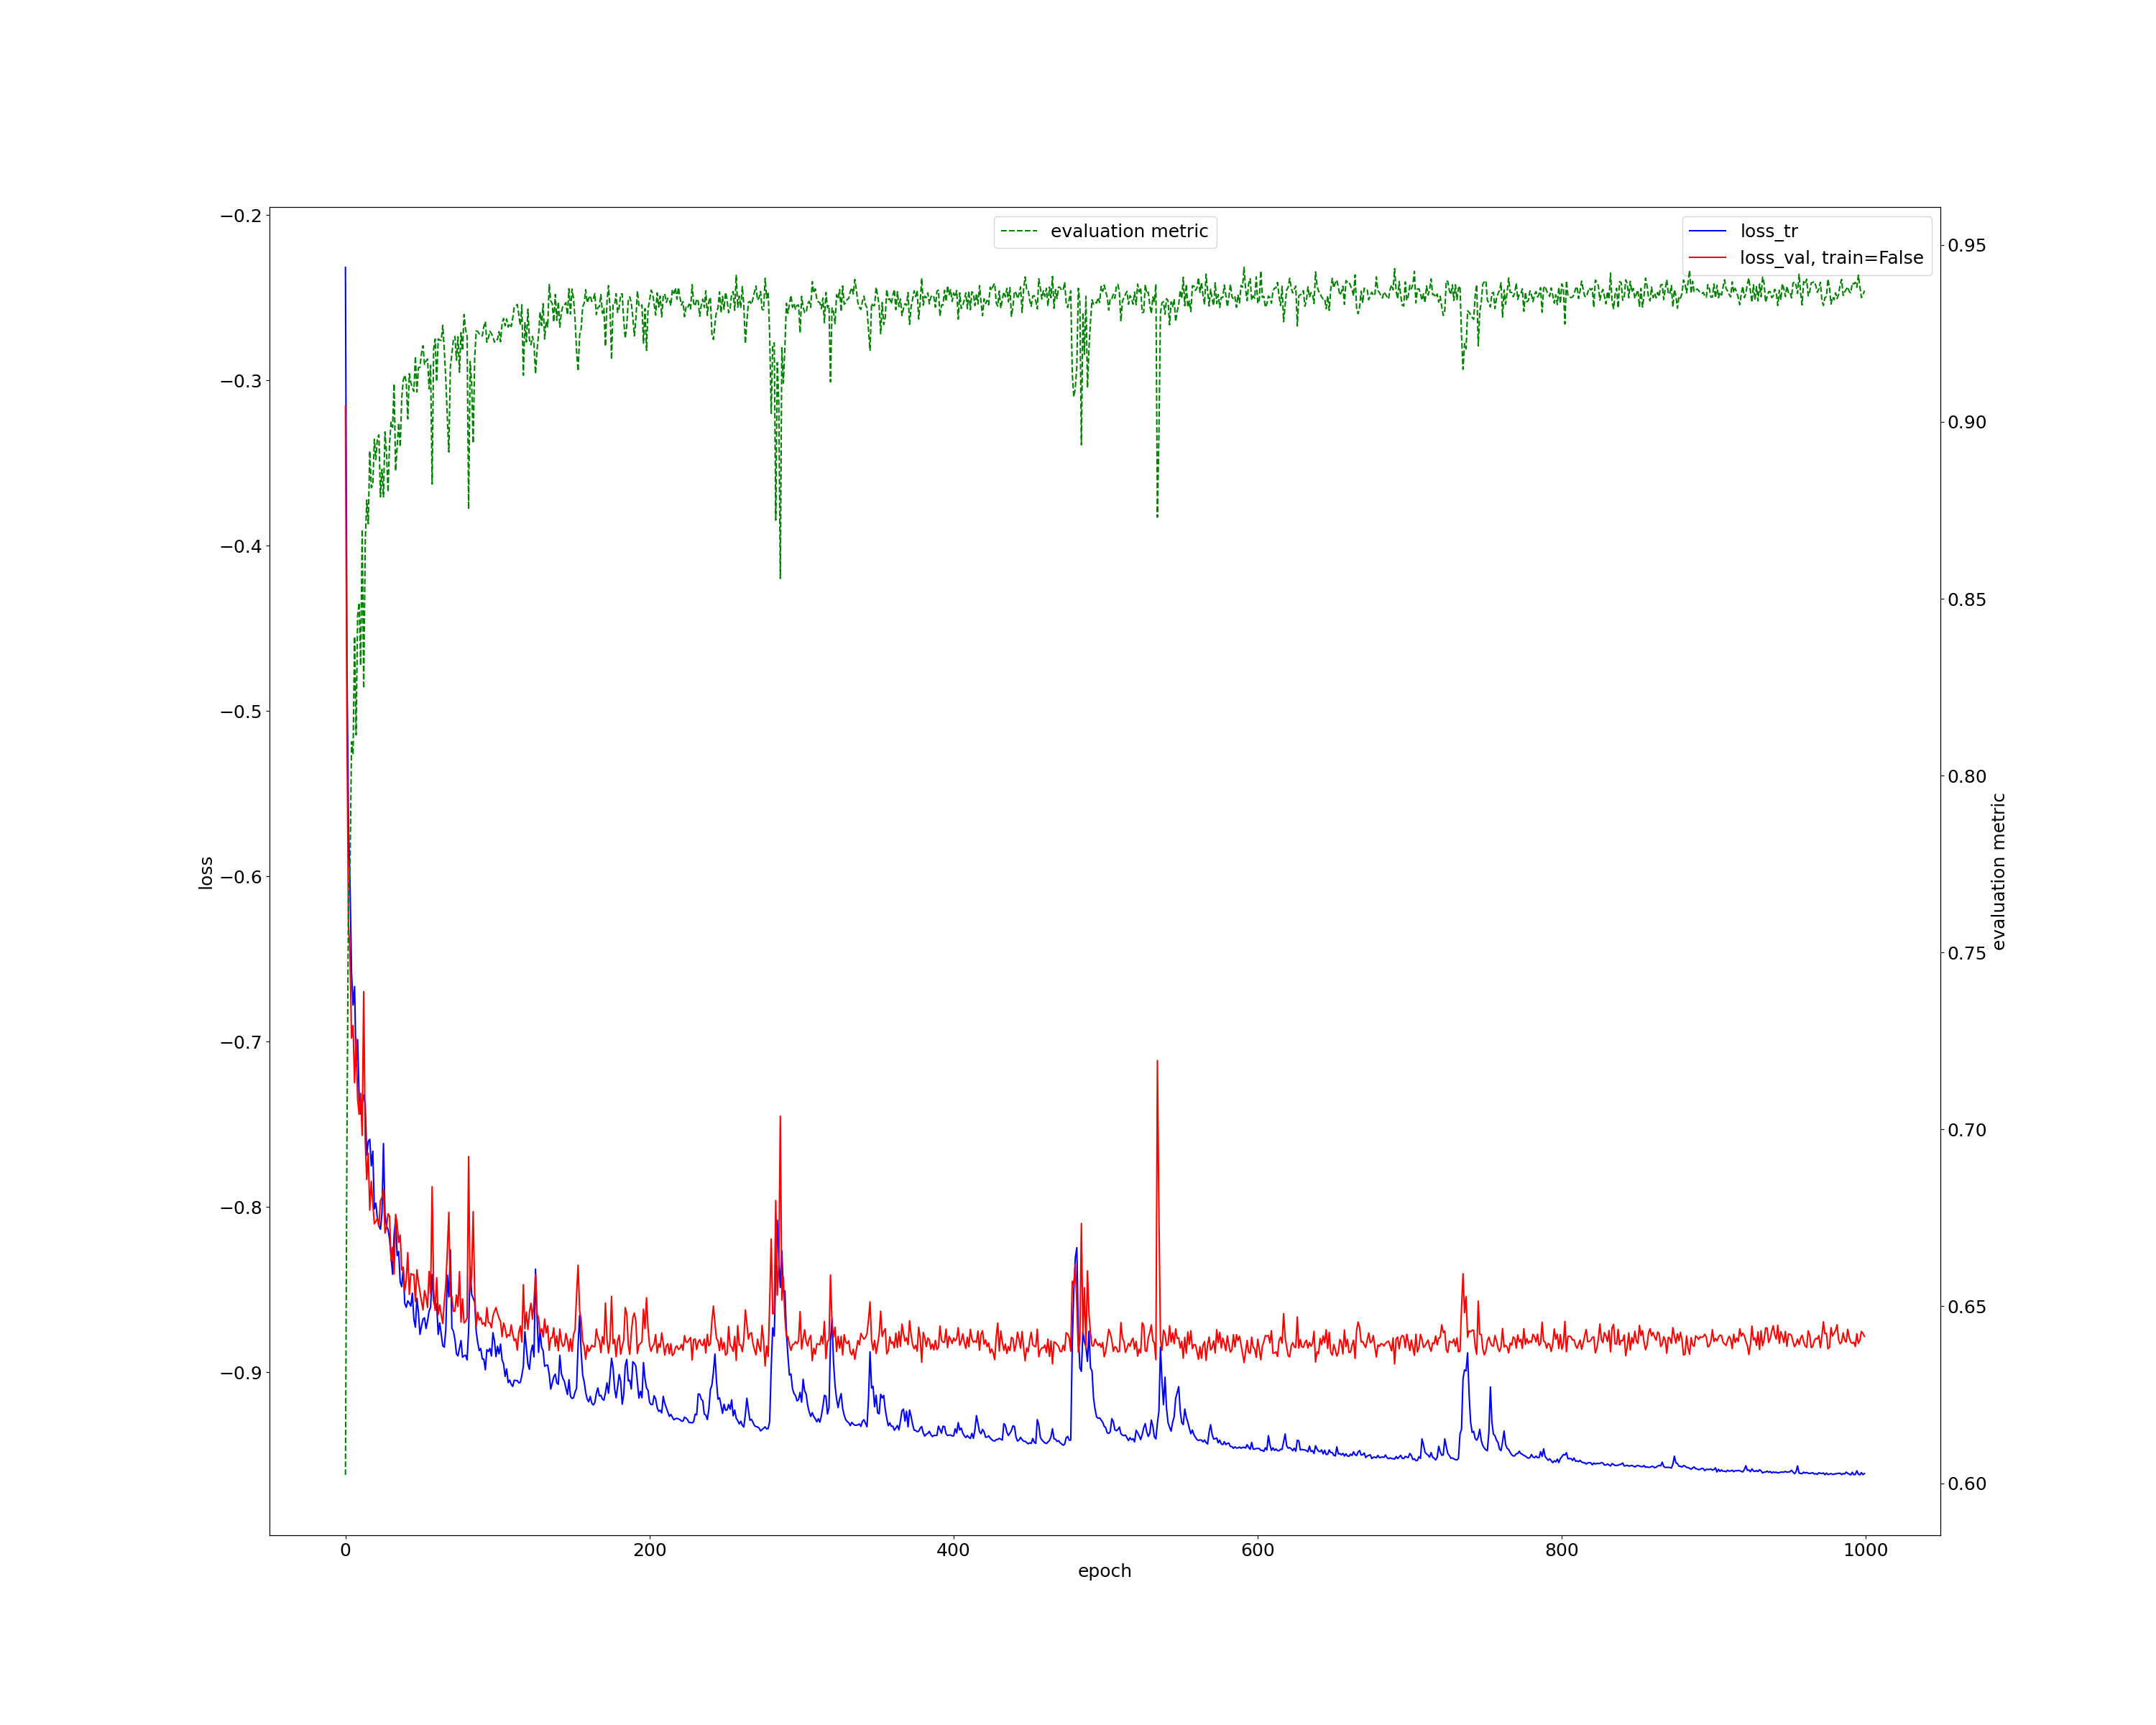 evaluation metric
loss_tr
loss_val, train=False
−0.2
−0.3
−0.4
−0.5
−0.6
−0.7
−0.8
−0.9
loss
0.95
0.90
0.85
0.80
0.75
0.70
0.65
0.60
evaluation metric
0 200 400 600 800 1000
epoch